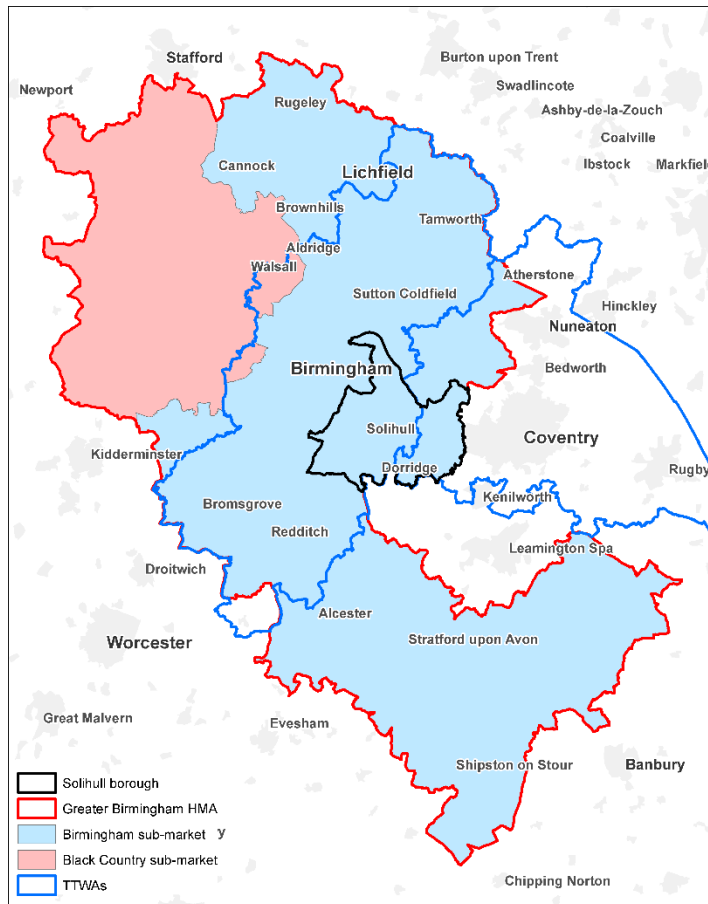 Stafford
Burton upon Trent
Newport
Swadlincote
Rugeley
Ashby-de-la-Zouch
Coalville
Cannock
Lichfield
Ibstock
Markfiel
Brownhills
Tamworth
Aldridge
Walsall
Atherstone
Sutton Coldfield
Hinckley
Nuneaton
Birmingham
Bedworth
Solihull
Coventry
Kidderminster
Dorridge
Rugby
Kenilworth
Bromsgrove
Redditch
Leamington Spa
Droitwich
Alcester
Worcester
Stratford upon Avon
Great Malvern
Evesham
Shipston on Stour
Banbury
Solihull borough
Greater Birmingham HMA
Birmingham sub-market y
Black Country sub-market
TTWAs
Chipping Norton